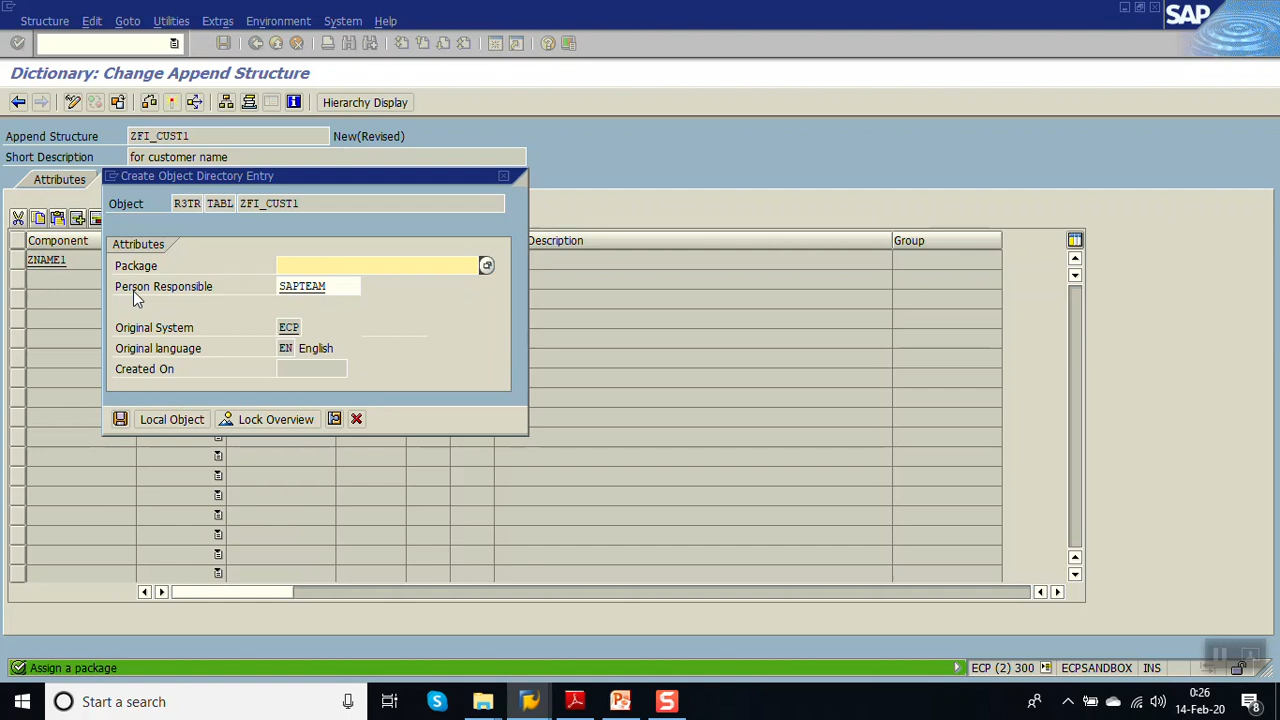 Structure Edit Goto Utilities Extras Environment System Help
SAP
Dictionary: Change Append Structure
Hierarchy Display
Append Structure ZFI_CUST1 New(Revised)
Short Description for customer name
Attributes
Create Object Directory Entry
Object R3TR TABL ZFI_CUST1
Attributes
Component Description Group
ZNAME1
Package
Person Responsible SAPTEAM
Original System ECP
Original language EN English
Created On
Local Object Lock Overview
Assign a package ECP (2) 300 ECPSANDBOX INS
Start a search
0:26
14-Feb-20
8